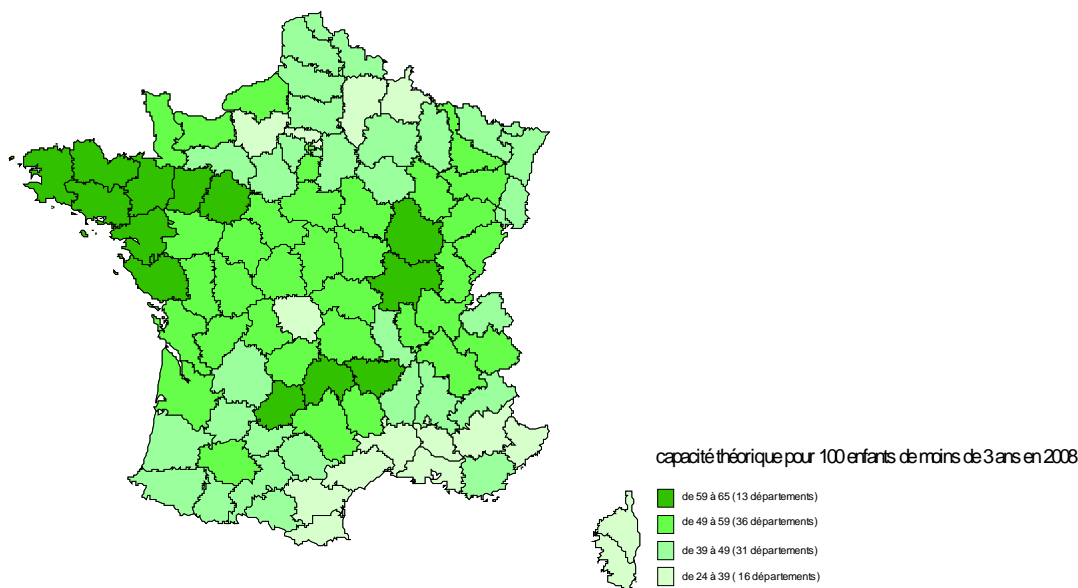 capacité théorique pour 100 enfants de moins de 3 ans en 2008
de 59 à 65 (13 départements)
de 49 à 59 (36 départements)
de 39 à 49 (31 départements)
de 24 à 39 ( 16 départements)